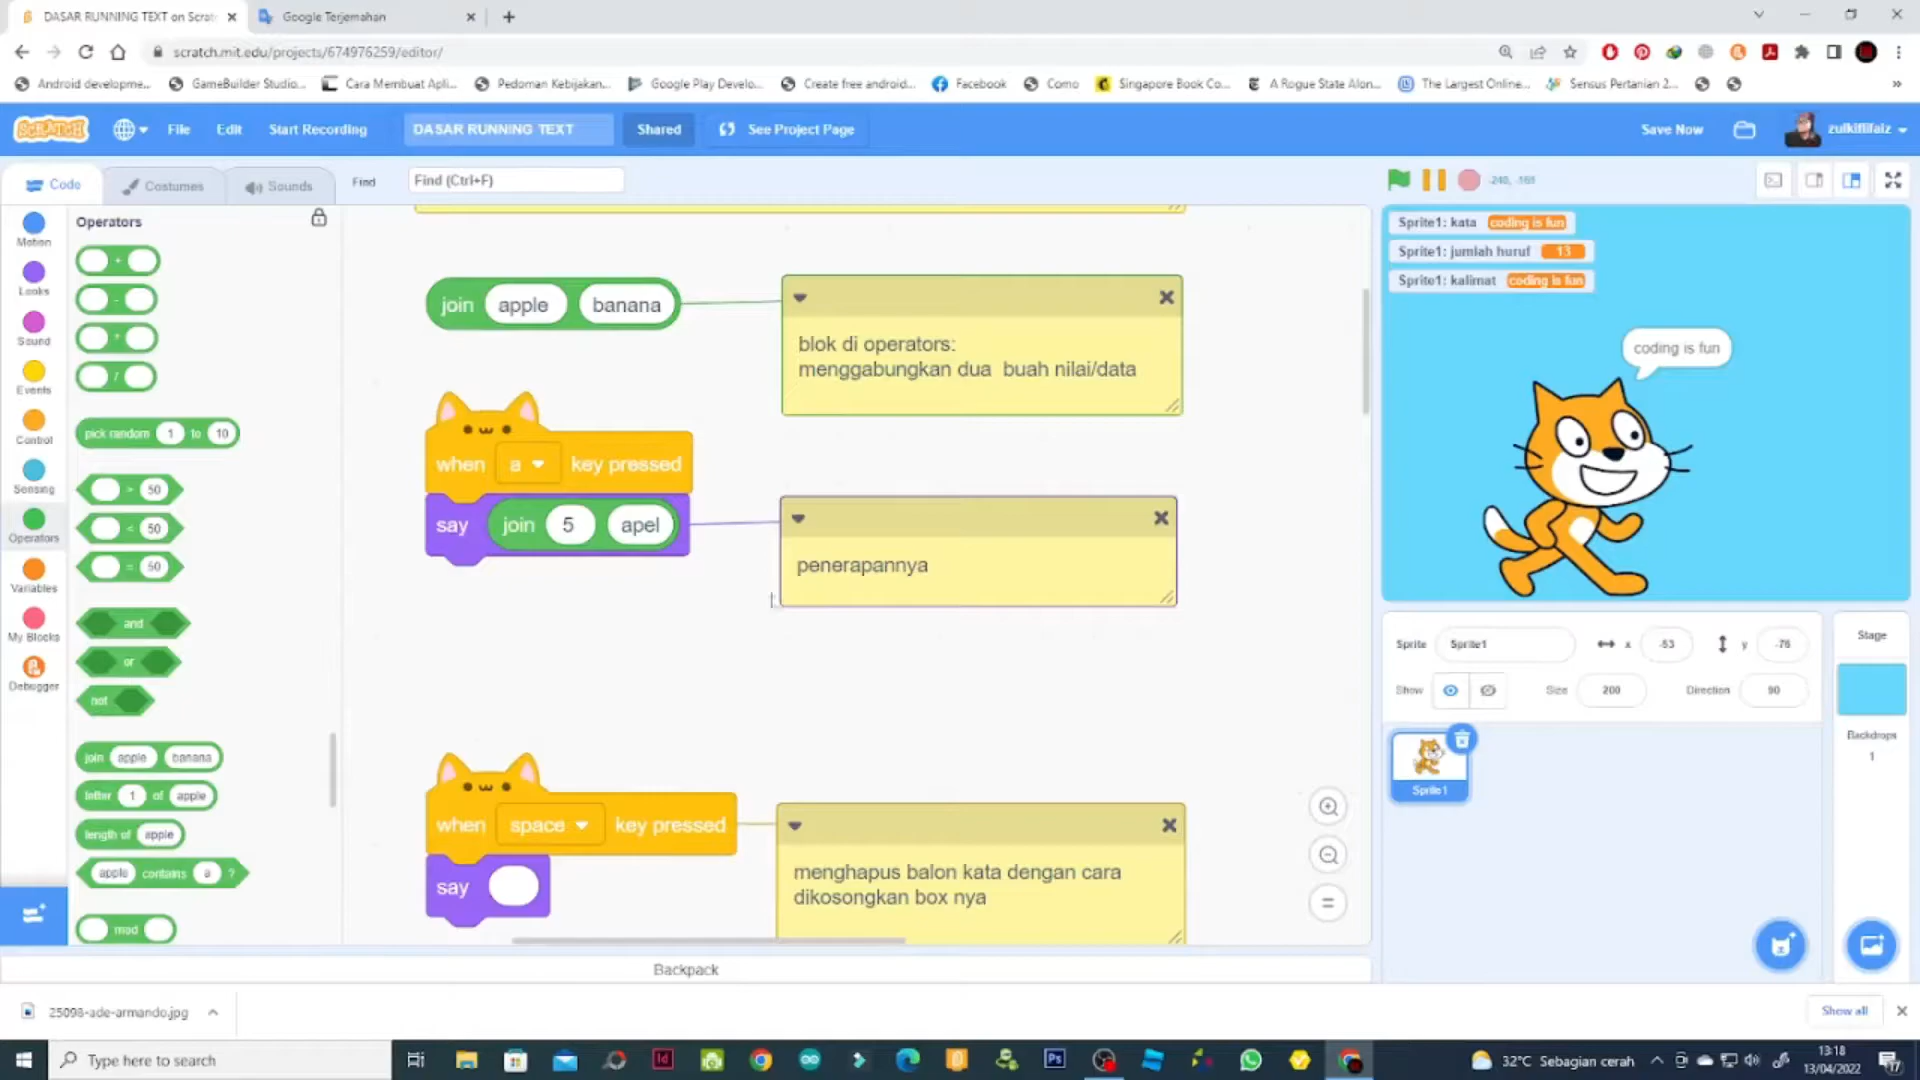 DASAR RUNNING TEXT on Scrat
Google Terjemahan
scratch.mit.edu/projects/674976259/editor/
Android developme...
GameBuilder Studio...
Cara Membuat Apli...
Pedoman Kebijakan...
Google Play Develo...
Create free android...
Facebook
Como
Singapore Book Co...
A Rogue State Alon...
The Largest Online...
Sensus Pertanian 2...
SCRATCH
File
Edit
Start Recording
DASAR RUNNING TEXT
Shared
See Project Page
Save Now
zulkiflifaiz
Code
Costumes
Sounds
Find
Find (Ctrl+F)
-240, -165
Motion
Looks
Sound
Events
Control
Sensing
Operators
Variables
My Blocks
Debugger
Operators
+
-
*
/
pick random 1 to 10
> 50
< 50
= 50
and
or
not
join apple banana
letter 1 of apple
length of apple
apple contains a ?
mod
join apple banana
blok di operators:
menggabungkan dua buah nilai/data
when a key pressed
say join 5 apel
penerapannya
when space key pressed
say
menghapus balon kata dengan cara
dikosongkan box nya
Sprite1: kata coding is fun
Sprite1: jumlah huruf 13
Sprite1: kalimat coding is fun
coding is fun
Sprite Sprite1 x -53 y -76
Show Size 200 Direction 90
Sprite1
Stage
Backdrops
1
Backpack
25098-ade-armando.jpg
Show all
Type here to search
Id
Ps
32°C Sebagian cerah
13:18
13/04/2022
17